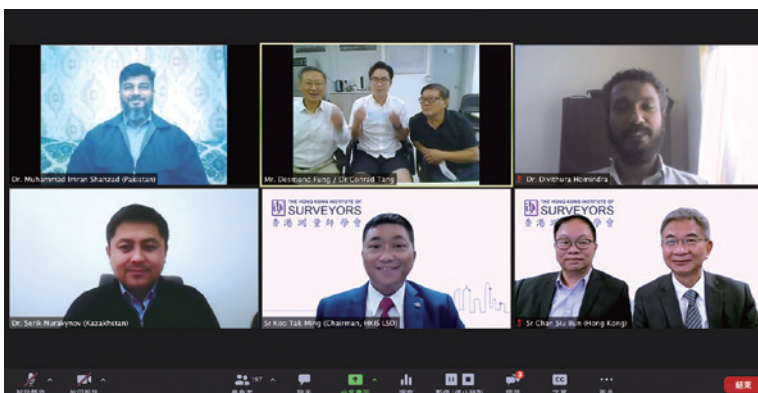 Dr. Muhammad Imran Shahzad (Pakistan)
Mr. Desmond Fung / Dr Conrad Tang
Dr. Divithura Hemindra
THE HONG KONG INSTITUTE OF
SURVEYORS
香港測量師學會
THE HONG KONG INSTITUTE OF
SURVEYORS
香港測量師學會
Dr. Serik Nurakynov (Kazakhstan)
Sr Koo Tak Ming (Chairman, HKIS LSD)
Sr Chan Siu Bun (Hong Kong)
197
3
CC
結束